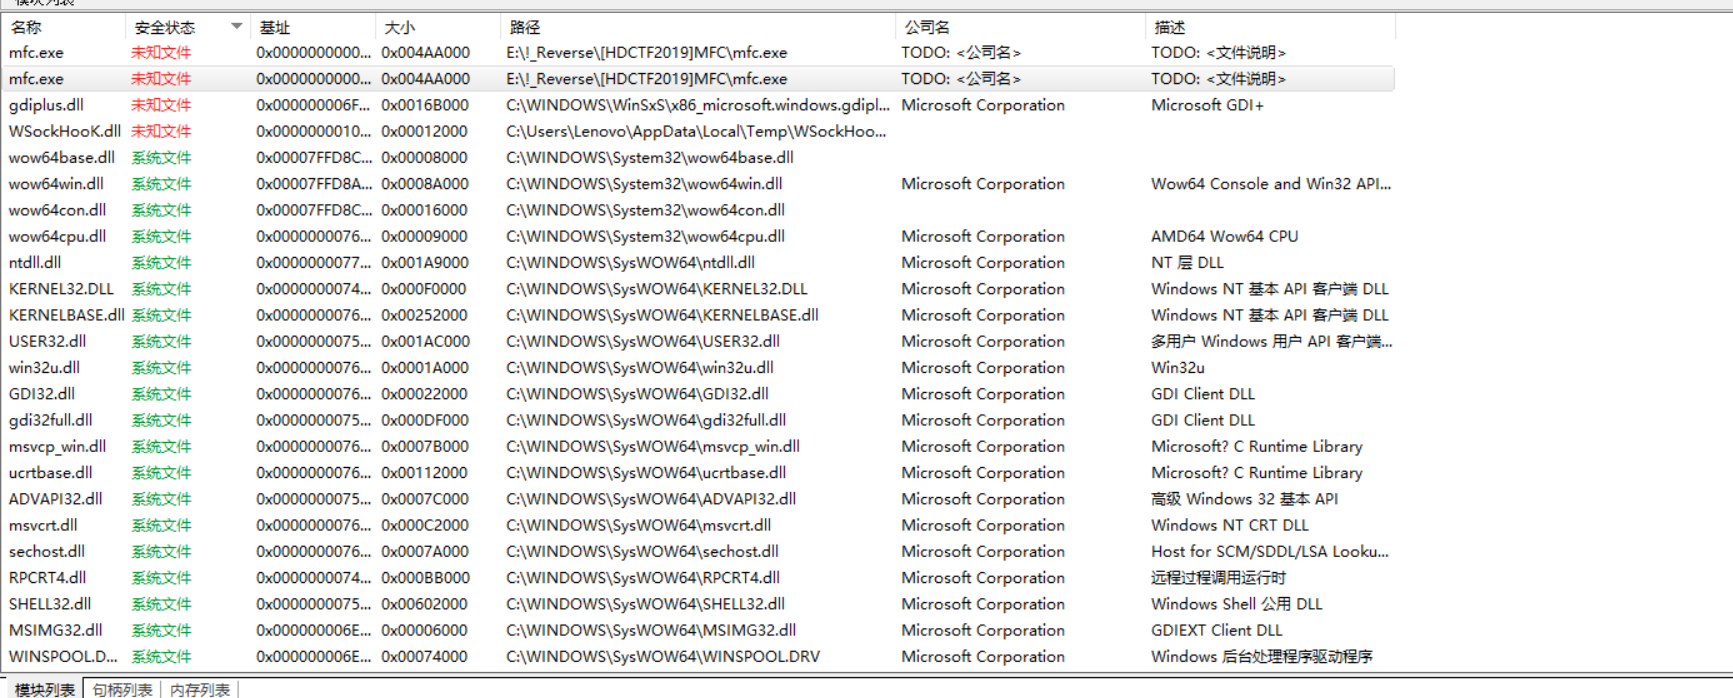 模块列表
名称 安全状态 基址 大小 路径 公司名 描述
mfc.exe 未知文件 0x0000000000... 0x004AA000 E:\!_Reverse\[HDCTF2019]MFC\mfc.exe TODO: <公司名> TODO: <文件说明>
mfc.exe 未知文件 0x0000000000... 0x004AA000 E:\!_Reverse\[HDCTF2019]MFC\mfc.exe TODO: <公司名> TODO: <文件说明>
gdiplus.dll 未知文件 0x000000006F... 0x0016B000 C:\WINDOWS\WinSxS\x86_microsoft.windows.gdipl... Microsoft Corporation Microsoft GDI+
WSockHooK.dll 未知文件 0x0000000010... 0x00012000 C:\Users\Lenovo\AppData\Local\Temp\WSockHoo...
wow64base.dll 系统文件 0x00007FFD8C... 0x00008000 C:\WINDOWS\System32\wow64base.dll
wow64win.dll 系统文件 0x00007FFD8A... 0x0008A000 C:\WINDOWS\System32\wow64win.dll Microsoft Corporation Wow64 Console and Win32 API...
wow64con.dll 系统文件 0x00007FFD8C... 0x00016000 C:\WINDOWS\System32\wow64con.dll
wow64cpu.dll 系统文件 0x0000000076... 0x00009000 C:\WINDOWS\System32\wow64cpu.dll Microsoft Corporation AMD64 Wow64 CPU
ntdll.dll 系统文件 0x0000000077... 0x001A9000 C:\WINDOWS\SysWOW64\ntdll.dll Microsoft Corporation NT 层 DLL
KERNEL32.DLL 系统文件 0x0000000074... 0x000F0000 C:\WINDOWS\SysWOW64\KERNEL32.DLL Microsoft Corporation Windows NT 基本 API 客户端 DLL
KERNELBASE.dll 系统文件 0x0000000076... 0x00252000 C:\WINDOWS\SysWOW64\KERNELBASE.dll Microsoft Corporation Windows NT 基本 API 客户端 DLL
USER32.dll 系统文件 0x0000000075... 0x001AC000 C:\WINDOWS\SysWOW64\USER32.dll Microsoft Corporation 多用户 Windows 用户 API 客户端...
win32u.dll 系统文件 0x0000000076... 0x0001A000 C:\WINDOWS\SysWOW64\win32u.dll Microsoft Corporation Win32u
GDI32.dll 系统文件 0x0000000076... 0x00022000 C:\WINDOWS\SysWOW64\GDI32.dll Microsoft Corporation GDI Client DLL
gdi32full.dll 系统文件 0x0000000075... 0x000DF000 C:\WINDOWS\SysWOW64\gdi32full.dll Microsoft Corporation GDI Client DLL
msvcp_win.dll 系统文件 0x0000000076... 0x0007B000 C:\WINDOWS\SysWOW64\msvcp_win.dll Microsoft Corporation Microsoft? C Runtime Library
ucrtbase.dll 系统文件 0x0000000076... 0x00112000 C:\WINDOWS\SysWOW64\ucrtbase.dll Microsoft Corporation Microsoft? C Runtime Library
ADVAPI32.dll 系统文件 0x0000000075... 0x0007C000 C:\WINDOWS\SysWOW64\ADVAPI32.dll Microsoft Corporation 高级 Windows 32 基本 API
msvcrt.dll 系统文件 0x0000000076... 0x000C2000 C:\WINDOWS\SysWOW64\msvcrt.dll Microsoft Corporation Windows NT CRT DLL
sechost.dll 系统文件 0x0000000076... 0x0007A000 C:\WINDOWS\SysWOW64\sechost.dll Microsoft Corporation Host for SCM/SDDL/LSA Looku...
RPCRT4.dll 系统文件 0x0000000074... 0x000BB000 C:\WINDOWS\SysWOW64\RPCRT4.dll Microsoft Corporation 远程过程调用运行时
SHELL32.dll 系统文件 0x0000000075... 0x00602000 C:\WINDOWS\SysWOW64\SHELL32.dll Microsoft Corporation Windows Shell 公用 DLL
MSIMG32.dll 系统文件 0x000000006E... 0x00006000 C:\WINDOWS\SysWOW64\MSIMG32.dll Microsoft Corporation GDIEXT Client DLL
WINSPOOL.D... 系统文件 0x000000006E... 0x00074000 C:\WINDOWS\SysWOW64\WINSPOOL.DRV Microsoft Corporation Windows 后台处理程序驱动程序
模块列表 句柄列表 内存列表